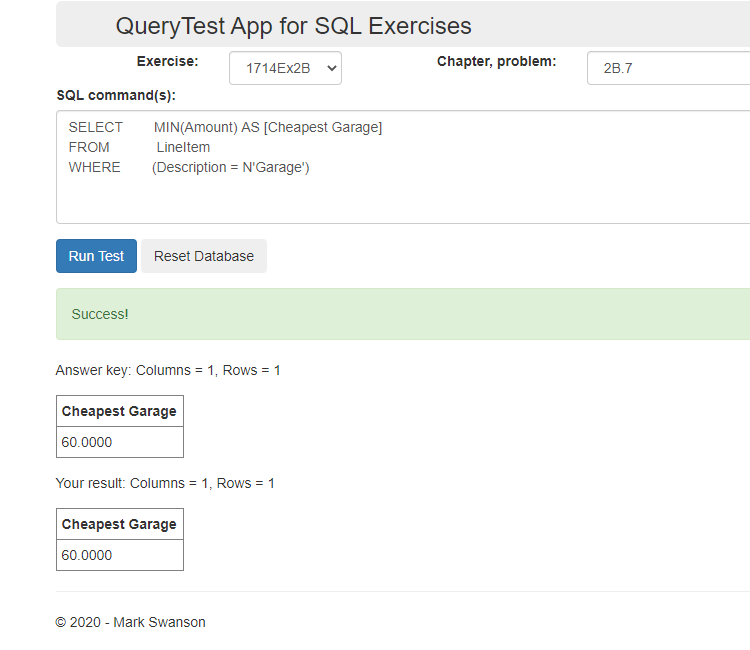 QueryTest App for SQL Exercises
Exercise: 1714Ex2B Chapter, problem: 2B.7
SQL command(s):
SELECT MIN(Amount) AS [Cheapest Garage]
FROM LineItem
WHERE (Description = N'Garage')
Run Test Reset Database
Success!
Answer key: Columns = 1, Rows = 1
Cheapest Garage
60.0000
Your result: Columns = 1, Rows = 1
Cheapest Garage
60.0000
© 2020 - Mark Swanson